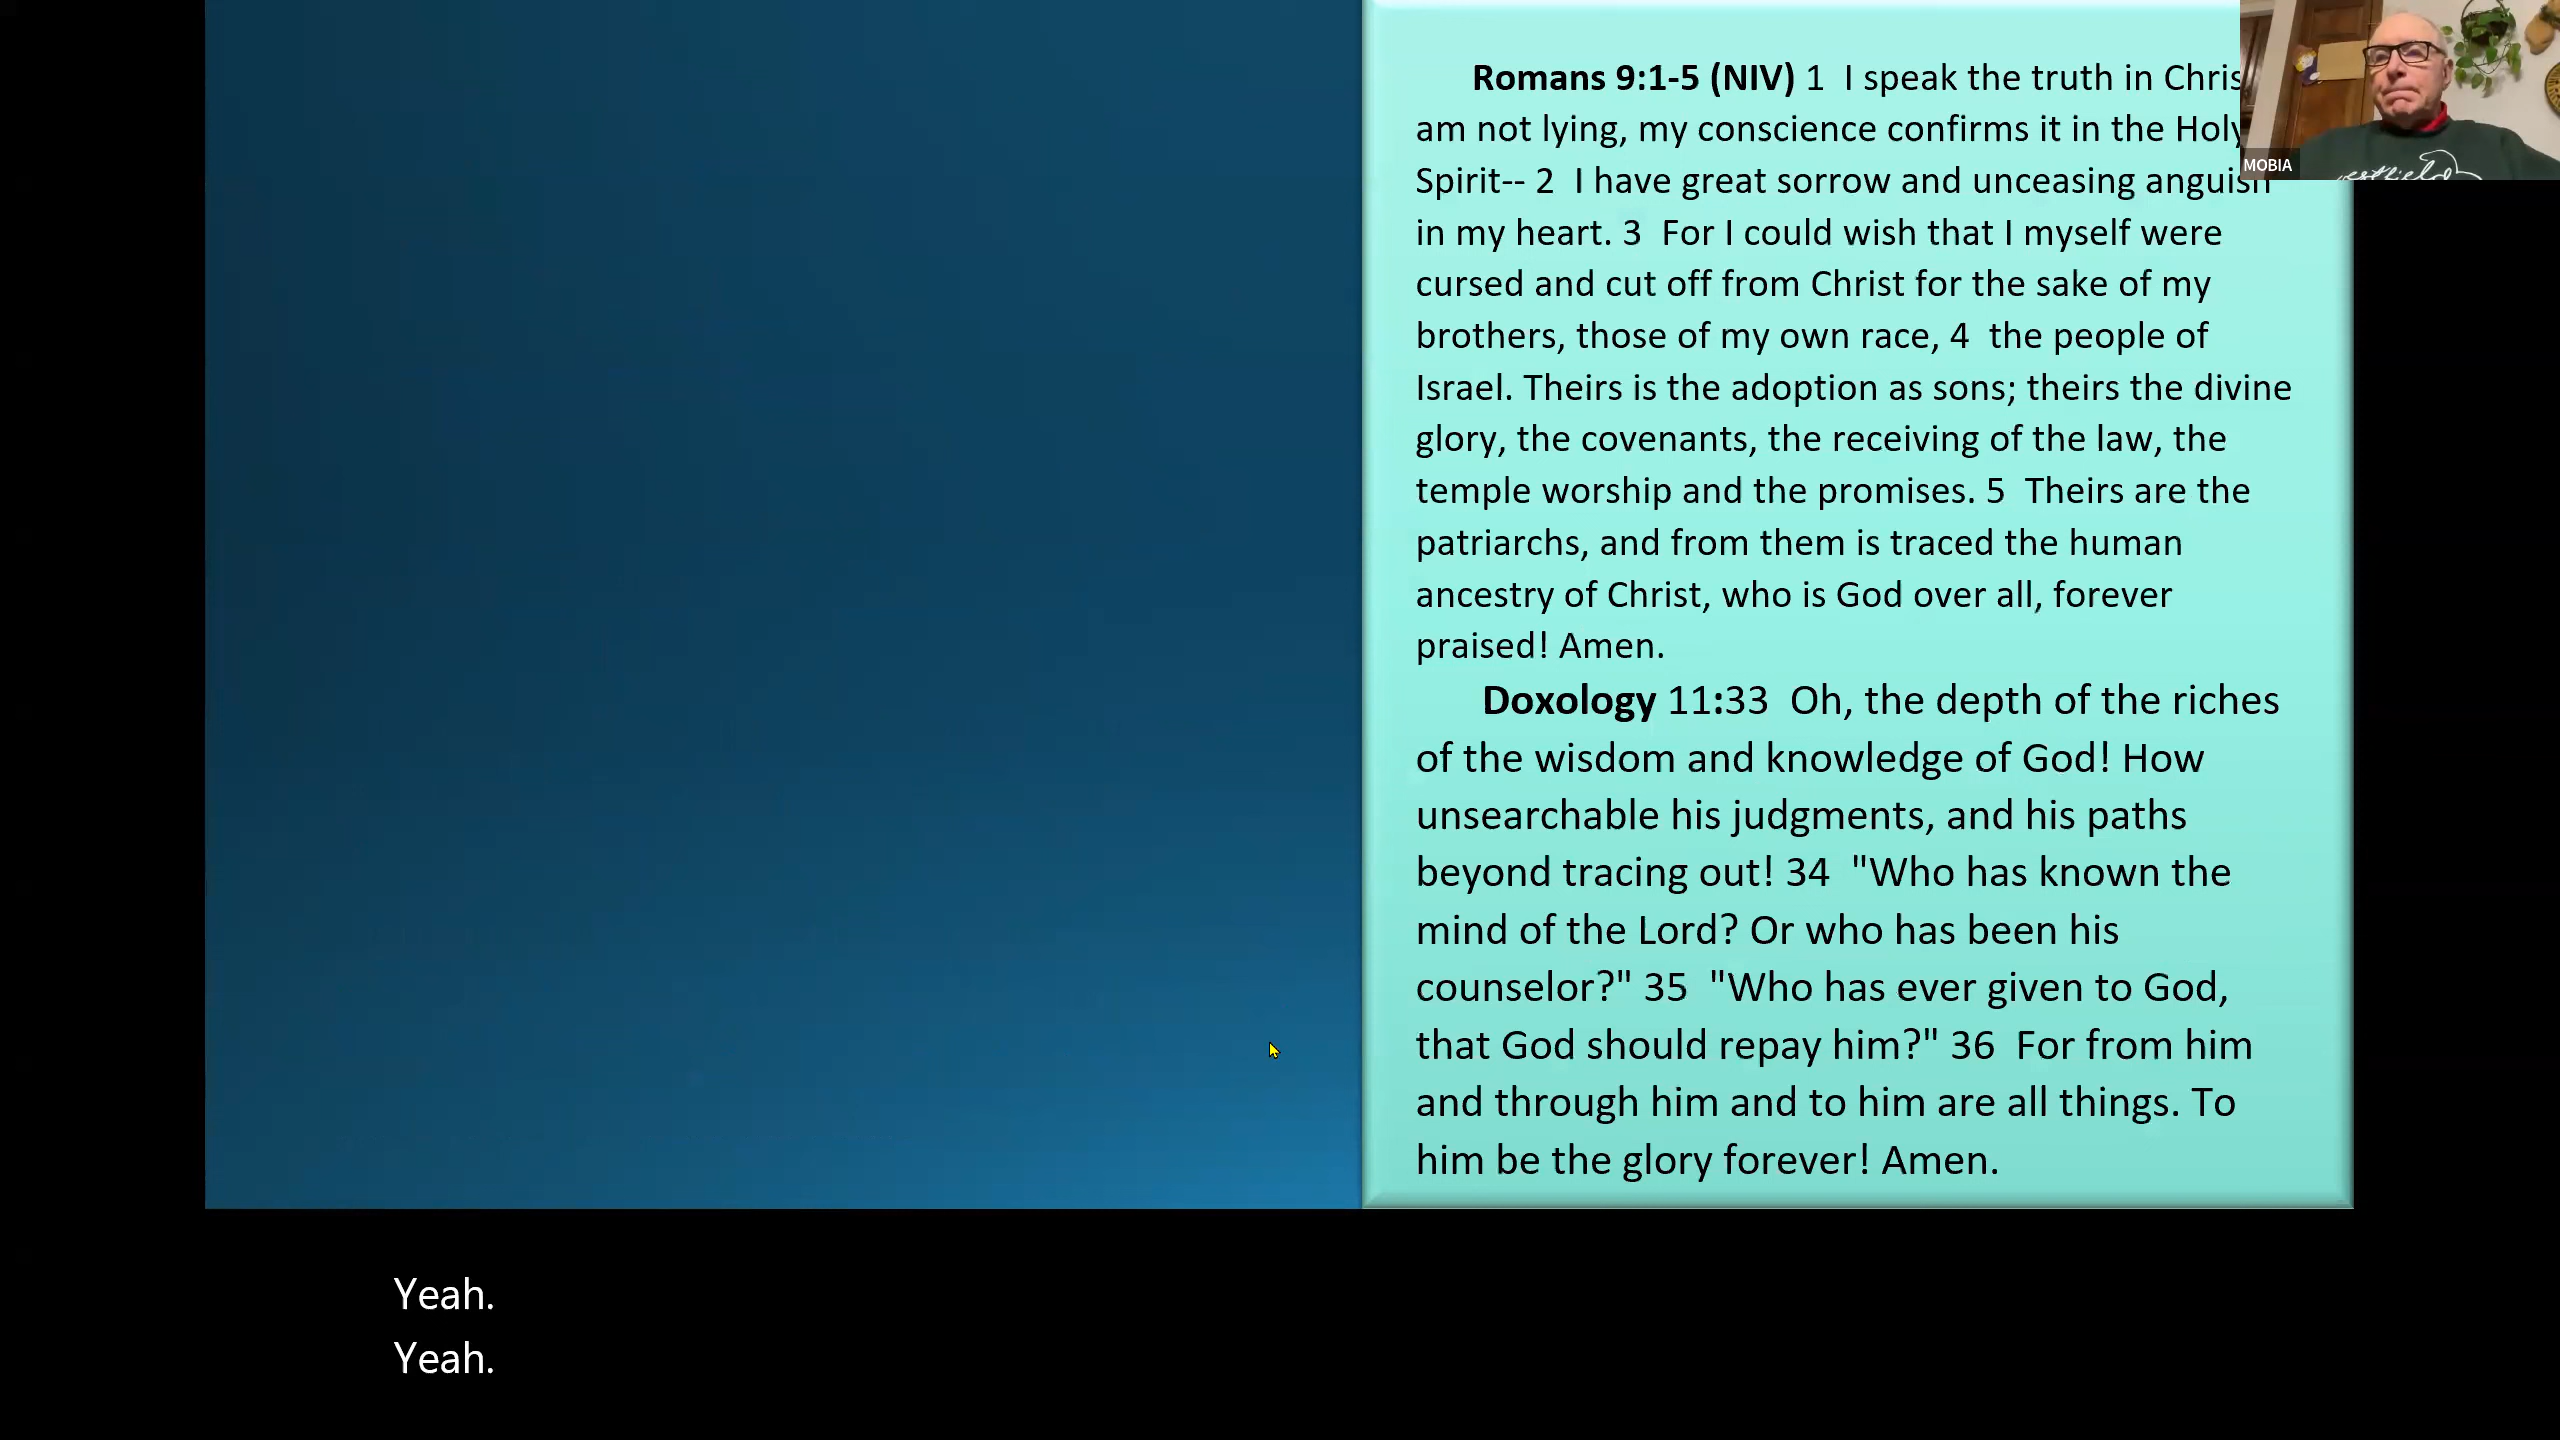 Romans 9:1-5 (NIV) 1  I speak the truth in Chris
am not lying, my conscience confirms it in the Holy
Spirit-- 2  I have great sorrow and unceasing anguish
in my heart. 3  For I could wish that I myself were
cursed and cut off from Christ for the sake of my
brothers, those of my own race, 4  the people of
Israel. Theirs is the adoption as sons; theirs the divine
glory, the covenants, the receiving of the law, the
temple worship and the promises. 5  Theirs are the
patriarchs, and from them is traced the human
ancestry of Christ, who is God over all, forever
praised! Amen.
Doxology 11:33  Oh, the depth of the riches
of the wisdom and knowledge of God! How
unsearchable his judgments, and his paths
beyond tracing out! 34  "Who has known the
mind of the Lord? Or who has been his
counselor?" 35  "Who has ever given to God,
that God should repay him?" 36  For from him
and through him and to him are all things. To
him be the glory forever! Amen.
MOBIA
Yeah.
Yeah.